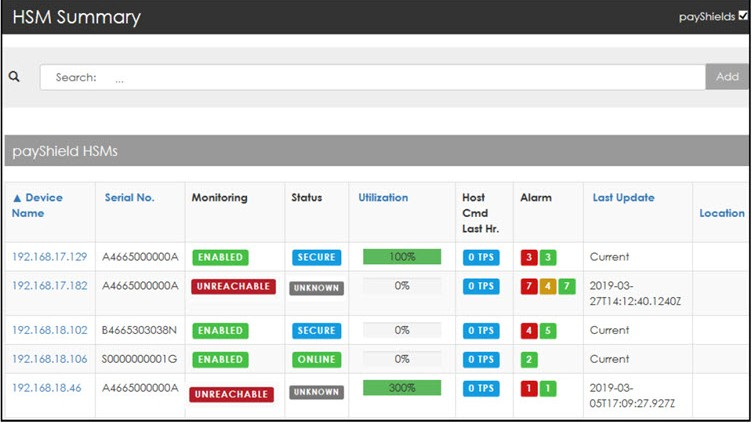 HSM Summary payShields
Search: ... Add
payShield HSMs
▲ Device Name Serial No. Monitoring Status Utilization Host Cmd Last Hr. Alarm Last Update Location
192.168.17.129 A4665000000A ENABLED SECURE 100% 0 TPS 3 3 Current
192.168.17.182 A4665000000A UNREACHABLE UNKNOWN 0% 0 TPS 7 4 7 2019-03-27T14:12:40.1240Z
192.168.18.102 B4665303038N ENABLED SECURE 0% 0 TPS 4 5 Current
192.168.18.106 S0000000001G ENABLED ONLINE 0% 0 TPS 2 Current
192.168.18.46 A4665000000A UNREACHABLE UNKNOWN 300% 0 TPS 1 1 2019-03-05T17:09:27.927Z